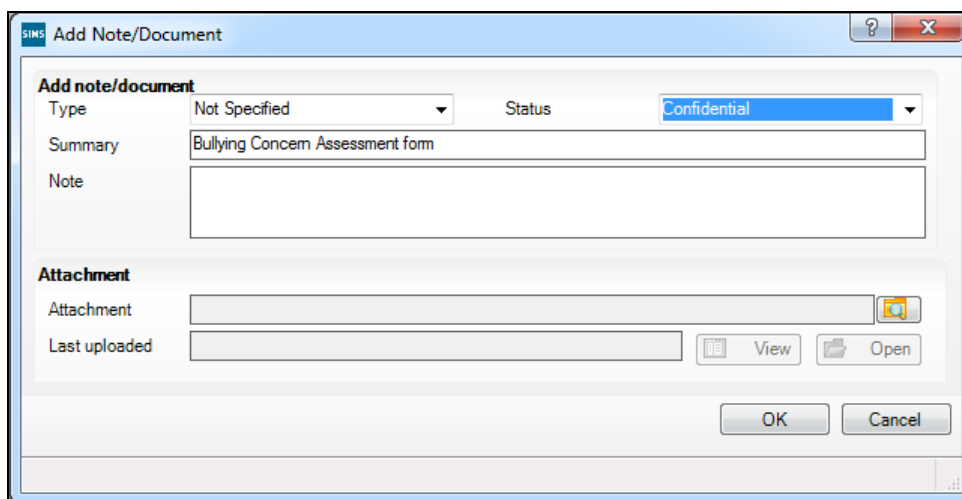 SIMS Add Note/Document
Add note/document
Type Not Specified Status Confidential
Summary Bullying Concern Assessment form
Note
Attachment
Attachment
Last uploaded View Open
OK Cancel